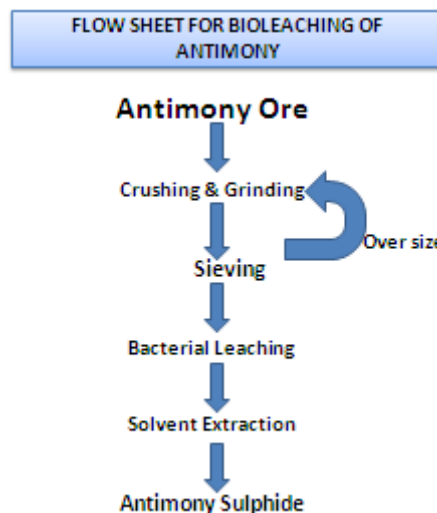 FLOW SHEET FOR BIOLEACHING OF
ANTIMONY
Antimony Ore
Crushing & Grinding
Over size
Sieving
Bacterial Leaching
Solvent Extraction
Antimony Sulphide